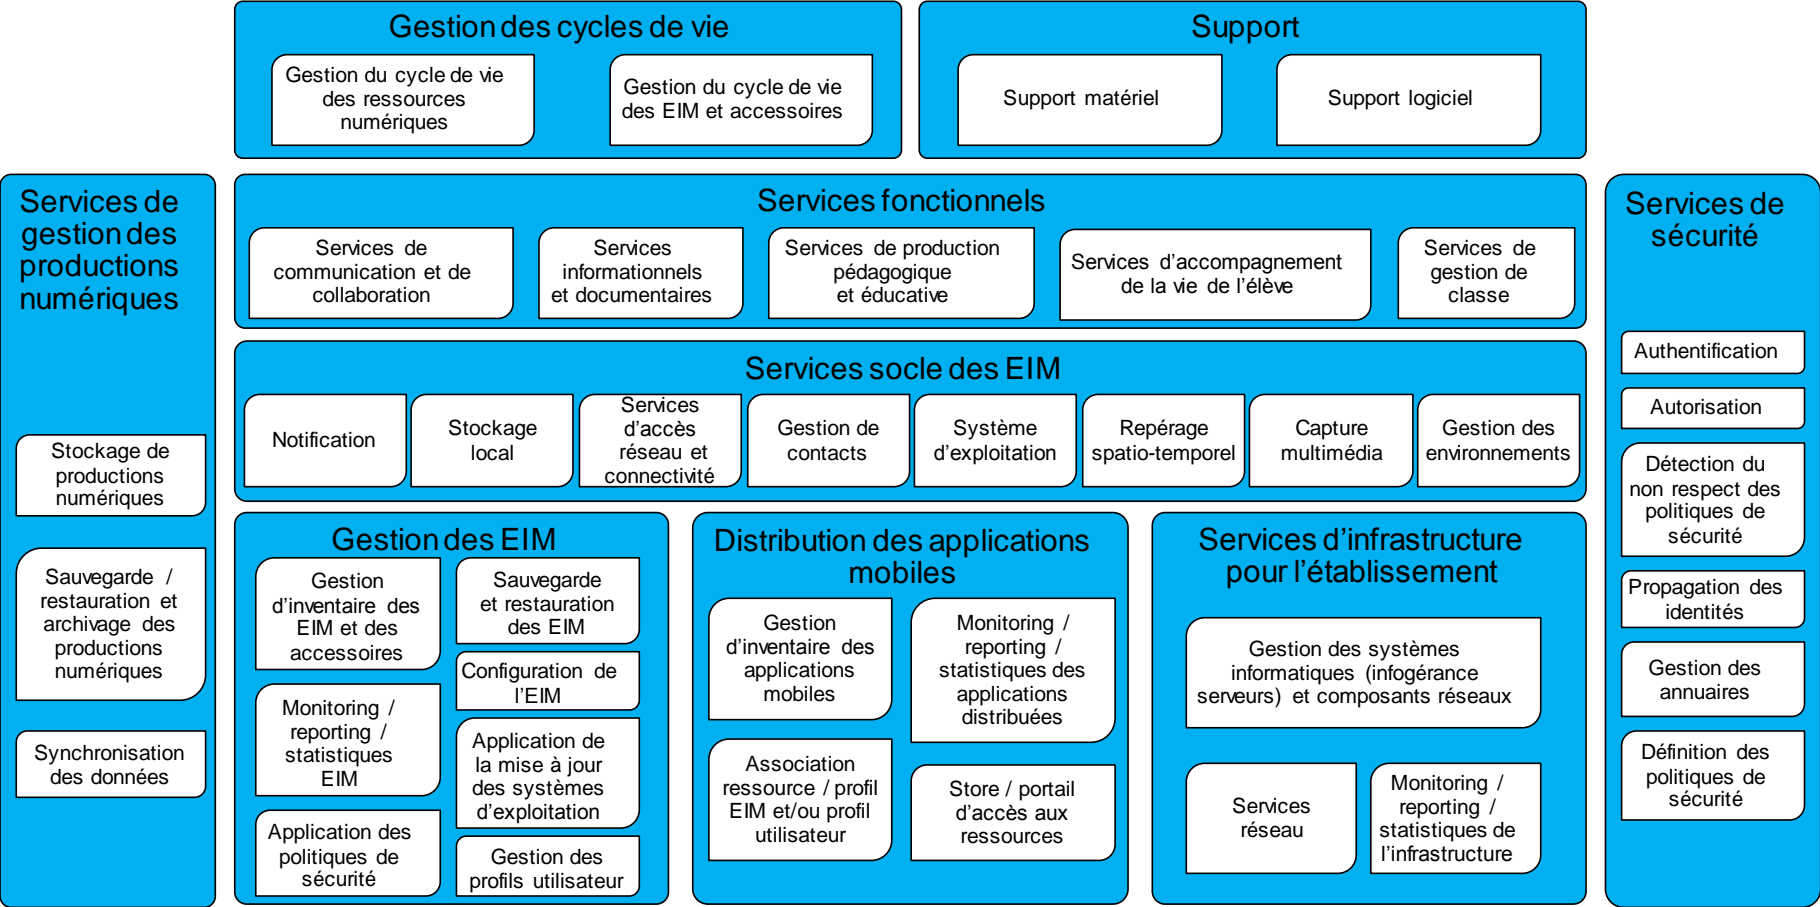 Gestion des cycles de vie
Gestion du cycle de vie
des ressources
numériques
Gestion du cycle de vie
des EIM et accessoires
Support
Support matériel
Support logiciel
Services de
gestion des
productions
numériques
Stockage de
productions
numériques
Sauvegarde /
restauration et
archivage des
productions
numériques
Synchronisation
des données
Services fonctionnels
Services de
communication et de
collaboration
Services
informationnels
et documentaires
Services de production
pédagogique
et éducative
Services d'accompagnement
de la vie de l'élève
Services de
gestion de
classe
Services socle des EIM
Notification
Stockage
local
Services
d'accès
réseau et
connectivité
Gestion de
contacts
Système
d'exploitation
Repérage
spatio-temporel
Capture
multimédia
Gestion des
environnements
Gestion des EIM
Gestion
d'inventaire des
EIM et des
accessoires
Monitoring /
reporting /
statistiques
EIM
Application des
politiques de
sécurité
Sauvegarde
et restauration
des EIM
Configuration de
l'EIM
Application de
la mise à jour
des systèmes
d'exploitation
Gestion des
profils utilisateur
Distribution des applications
mobiles
Gestion
d'inventaire des
applications
mobiles
Association
ressource / profil
EIM et/ou profil
utilisateur
Monitoring /
reporting /
statistiques des
applications
distribuées
Store / portail
d'accès aux
ressources
Services d'infrastructure
pour l'établissement
Gestion des systèmes
informatiques (infogérance
serveurs) et composants réseaux
Services
réseau
Monitoring /
reporting /
statistiques de
l'infrastructure
Services de
sécurité
Authentification
Autorisation
Détection du
non respect des
politiques de
sécurité
Propagation des
identités
Gestion des
annuaires
Définition des
politiques de
sécurité